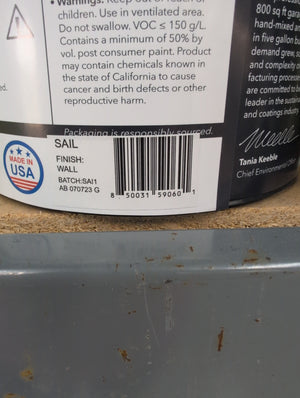 • Warnings: Keep out of reach of
children. Use in ventilated area.
Do not swallow. VOC ≤ 150 g/L.
Contains a minimum of 50% by
vol. post consumer paint. Product
may contain chemicals known in
the state of California to cause
cancer and birth defects or other
reproductive harm.
Packaging is responsibly sourced.
MADE IN
USA
SAIL
FINISH:
WALL
BATCH:SAI1
AB 070723 G
8 50031 59060 1
800 sq ft gara
hand-mixed an
in five gallon bu
demand grew, s
complexity and
facturing proces
are committed to b
leader in the sustain
and coatings industry
Tania Keeble
Chief Environmental